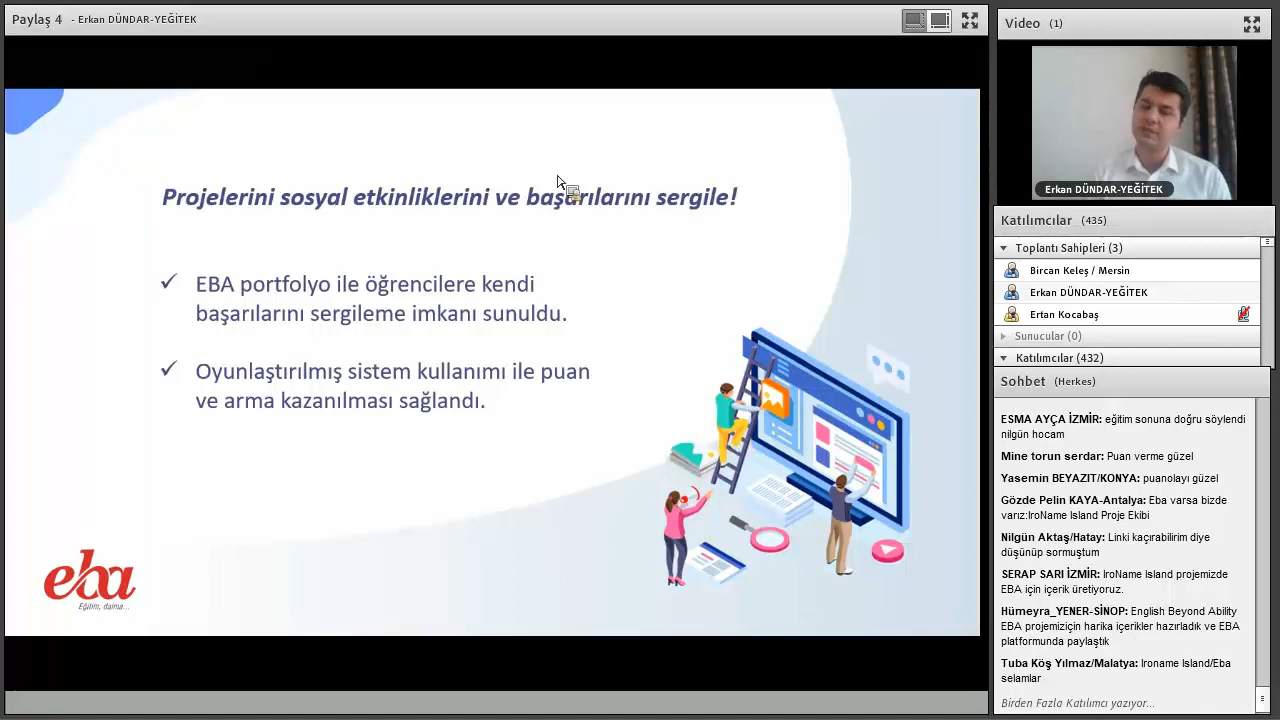 Paylaş 4 - Erkan DÜNDAR-YEĞİTEK
Projelerini sosyal etkinliklerini ve başarılarını sergile!
✓ EBA portfolyo ile öğrencilere kendi
başarılarını sergileme imkanı sunuldu.
✓ Oyunlaştırılmış sistem kullanımı ile puan
ve arma kazanılması sağlandı.
eba
Eğitim, daima...
Video (1)
Erkan DÜNDAR-YEĞİTEK
Katılımcılar (435)
Toplantı Sahipleri (3)
Bircan Keleş / Mersin
Erkan DÜNDAR-YEĞİTEK
Ertan Kocabaş
Sunucular (0)
Katılımcılar (432)
Sohbet (Herkes)
ESMA AYÇA İZMİR: eğitim sonuna doğru söylendi
nilgün hocam
Mine torun serdar: Puan verme güzel
Yasemin BEYAZIT/KONYA: puanolayı güzel
Gözde Pelin KAYA-Antalya: Eba varsa bizde
varız:IroName Island Proje Ekibi
Nilgün Aktaş/Hatay: Linki kaçırabilirim diye
düşünüp sormuştum
SERAP SARI İZMİR: IroName Island projemizde
EBA için içerik üretiyoruz.
Hümeyra_YENER-SİNOP: English Beyond Ability
EBA projemiziçin harika içerikler hazırladık ve EBA
platformunda paylaştık
Tuba Köş Yılmaz/Malatya: Ironame Island/Eba
selamlar
Birden Fazla Katılımcı yazıyor...